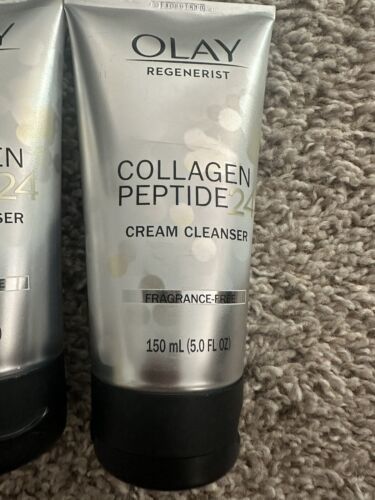 OLAY
REGENERIST
COLLAGEN
PEPTIDE24
CREAM CLEANSER
FRAGRANCE-FREE
150 mL (5.0 FL OZ)